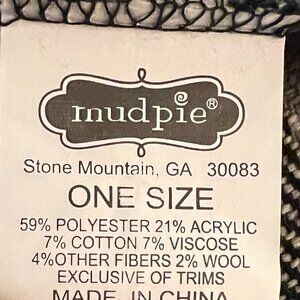 mudpie®
Stone Mountain, GA 30083
ONE SIZE
59% POLYESTER 21% ACRYLIC
7% COTTON 7% VISCOSE
4%OTHER FIBERS 2% WOOL
EXCLUSIVE OF TRIMS
MADE IN CHINA